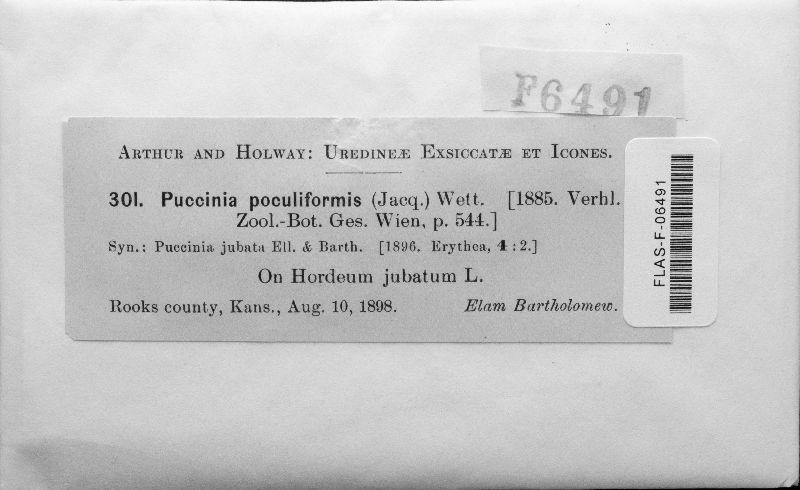 F6491
ARTHUR AND HOLWAY: UREDINEÆ EXSICCATÆ ET ICONES.
30I. Puccinia poculiformis (Jacq.) Wett. [1885. Verhl.
Zool.-Bot. Ges. Wien, p. 544.]
Syn.: Puccinia jubata Ell. & Barth. [1896. Erythea, 4:2.]
On Hordeum jubatum L.
Rooks county, Kans., Aug. 10, 1898. Elam Bartholomew.
FLAS-F-06491